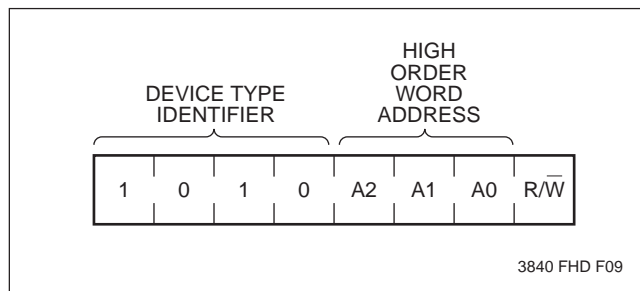 HIGH
ORDER
WORD
ADDRESS
DEVICE TYPE
IDENTIFIER
1 0 1 0 A2 A1 A0 R/W̅
3840 FHD F09